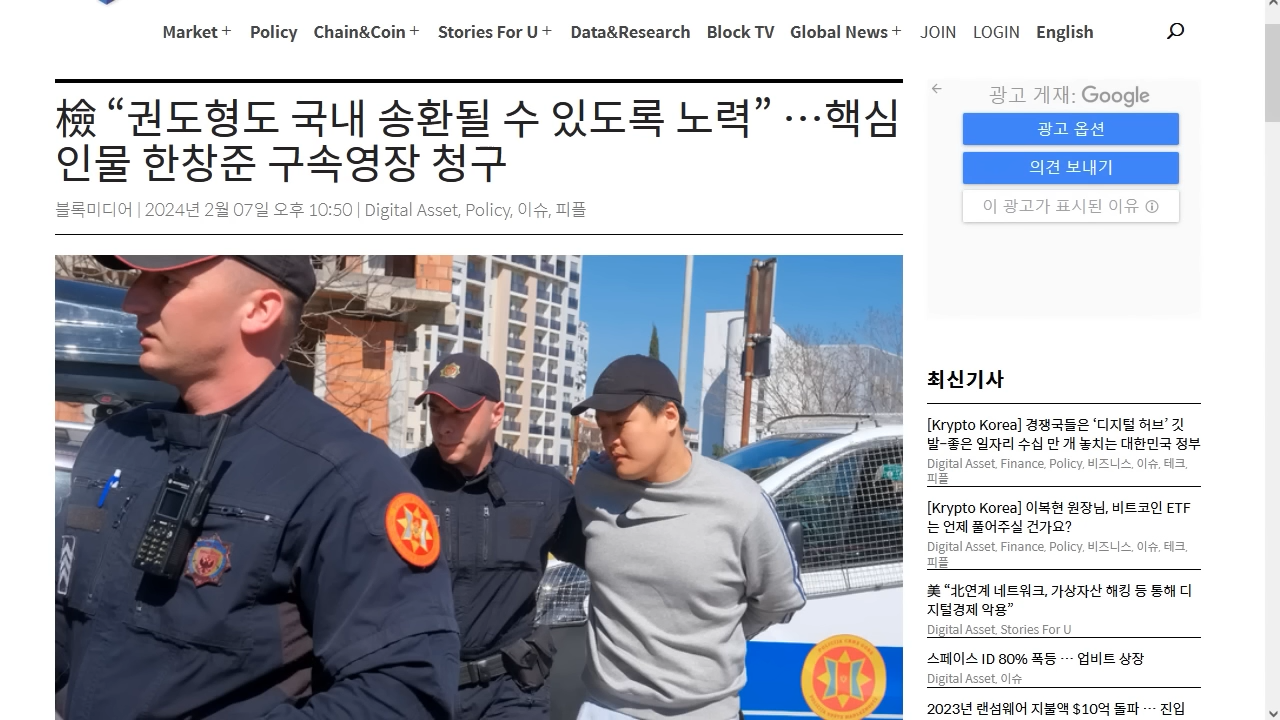 Market +
Policy
Chain&Coin +
Stories For U +
Data&Research
Block TV
Global News +
JOIN
LOGIN
English
檢 “권도형도 국내 송환될 수 있도록 노력” …핵심
인물 한창준 구속영장 청구
블록미디어 | 2024년 2월 07일 오후 10:50 | Digital Asset, Policy, 이슈, 피플
광고 게재: Google
광고 옵션
의견 보내기
이 광고가 표시된 이유
최신기사
[Krypto Korea] 경쟁국들은 ‘디지털 허브’ 깃
발–좋은 일자리 수십 만 개 놓치는 대한민국 정부
Digital Asset, Finance, Policy, 비즈니스, 이슈, 테크,
피플
[Krypto Korea] 이복현 원장님, 비트코인 ETF
는 언제 풀어주실 건가요?
Digital Asset, Finance, Policy, 비즈니스, 이슈, 테크,
피플
美 “北연계 네트워크, 가상자산 해킹 등 통해 디
지털경제 악용”
Digital Asset, Stories For U
스페이스 ID 80% 폭등 … 업비트 상장
Digital Asset, 이슈
2023년 랜섬웨어 지불액 $10억 돌파 … 진입